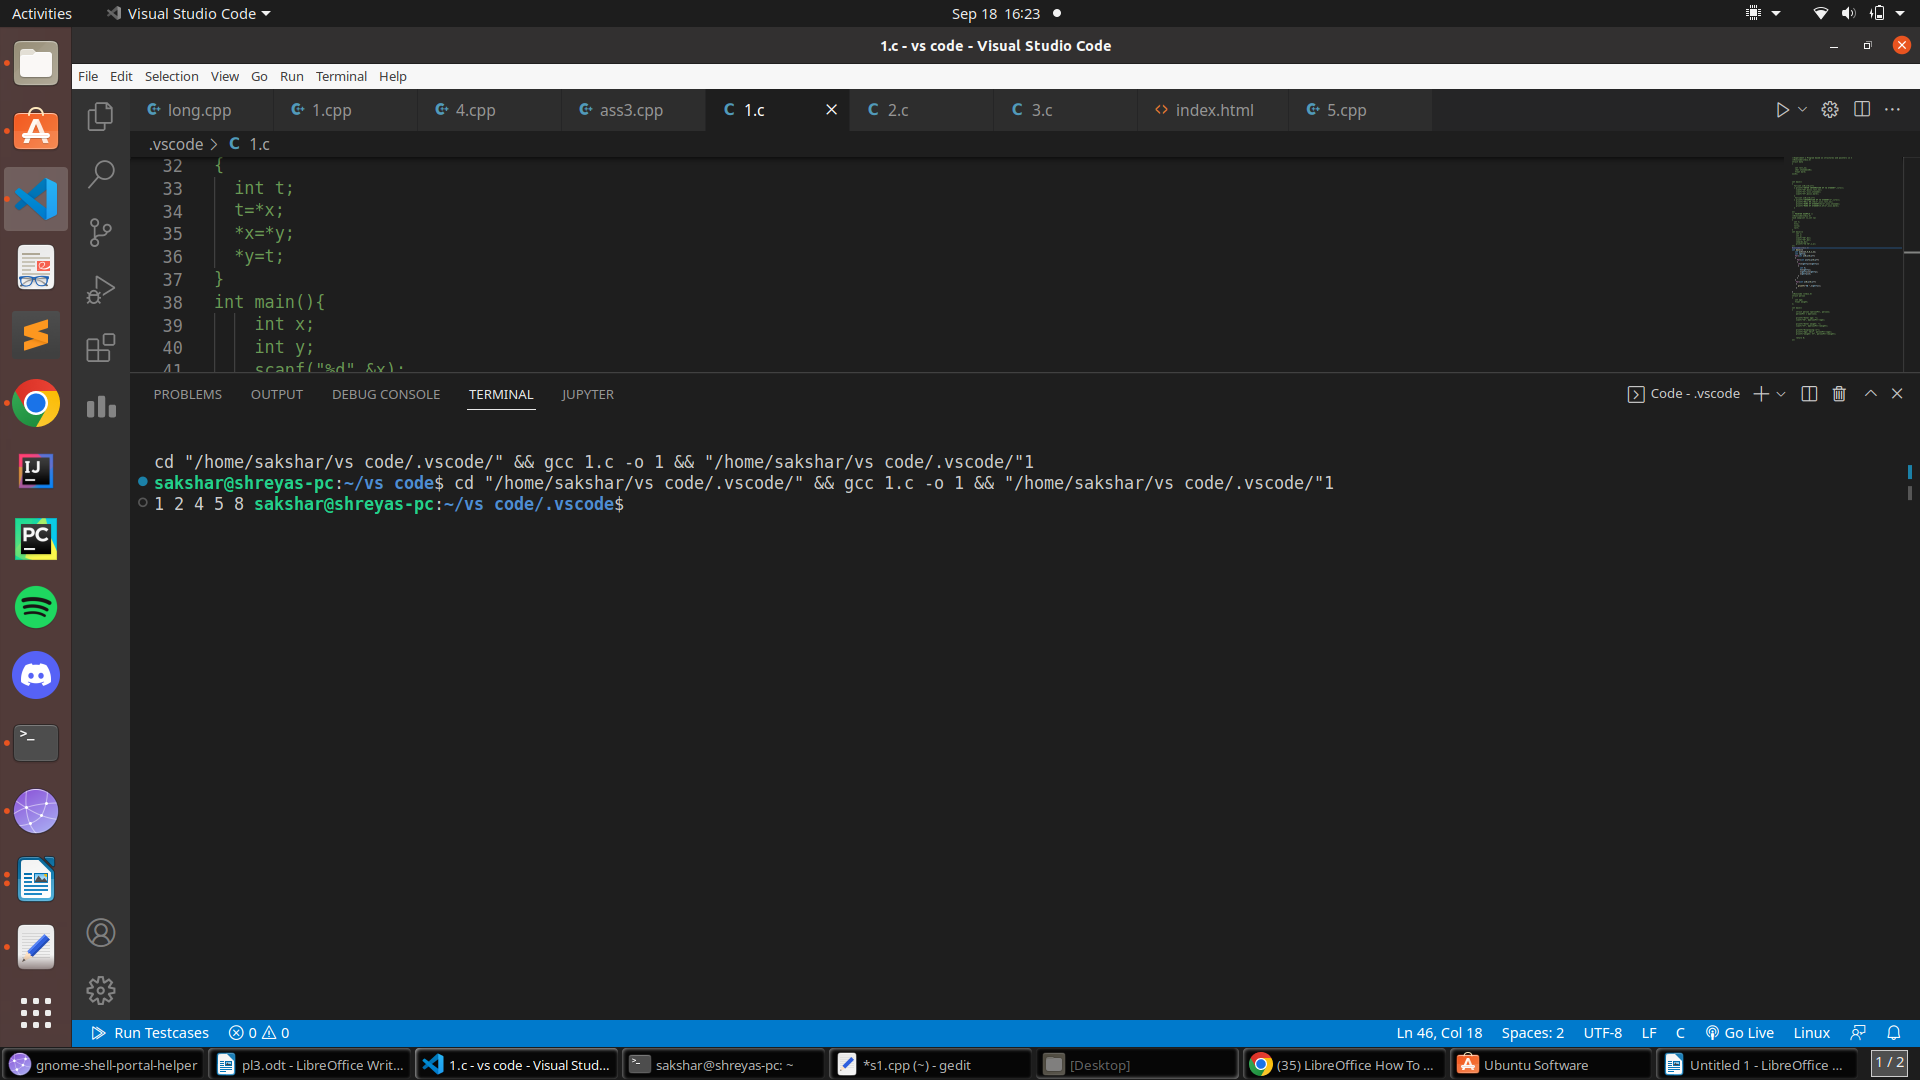 Activities Visual Studio Code Sep 18 16:23
1.c - vs code - Visual Studio Code
File Edit Selection View Go Run Terminal Help
long.cpp 1.cpp 4.cpp ass3.cpp 1.c 2.c 3.c index.html 5.cpp
.vscode > 1.c
32 {
33 int t;
34 t=*x;
35 *x=*y;
36 *y=t;
37 }
38 int main(){
39 int x;
40 int y;
41 scanf("%d" &x);
PROBLEMS OUTPUT DEBUG CONSOLE TERMINAL JUPYTER Code - .vscode
cd "/home/sakshar/vs code/.vscode/" && gcc 1.c -o 1 && "/home/sakshar/vs code/.vscode/"1
sakshar@shreyas-pc:~/vs code$ cd "/home/sakshar/vs code/.vscode/" && gcc 1.c -o 1 && "/home/sakshar/vs code/.vscode/"1
1 2 4 5 8 sakshar@shreyas-pc:~/vs code/.vscode$
Run Testcases 0 0 Ln 46, Col 18 Spaces: 2 UTF-8 LF C Go Live Linux
gnome-shell-portal-helper pl3.odt - LibreOffice Writ... 1.c - vs code - Visual Stud... sakshar@shreyas-pc: ~ *s1.cpp (~) - gedit [Desktop] (35) LibreOffice How To ... Ubuntu Software Untitled 1 - LibreOffice ... 1 / 2